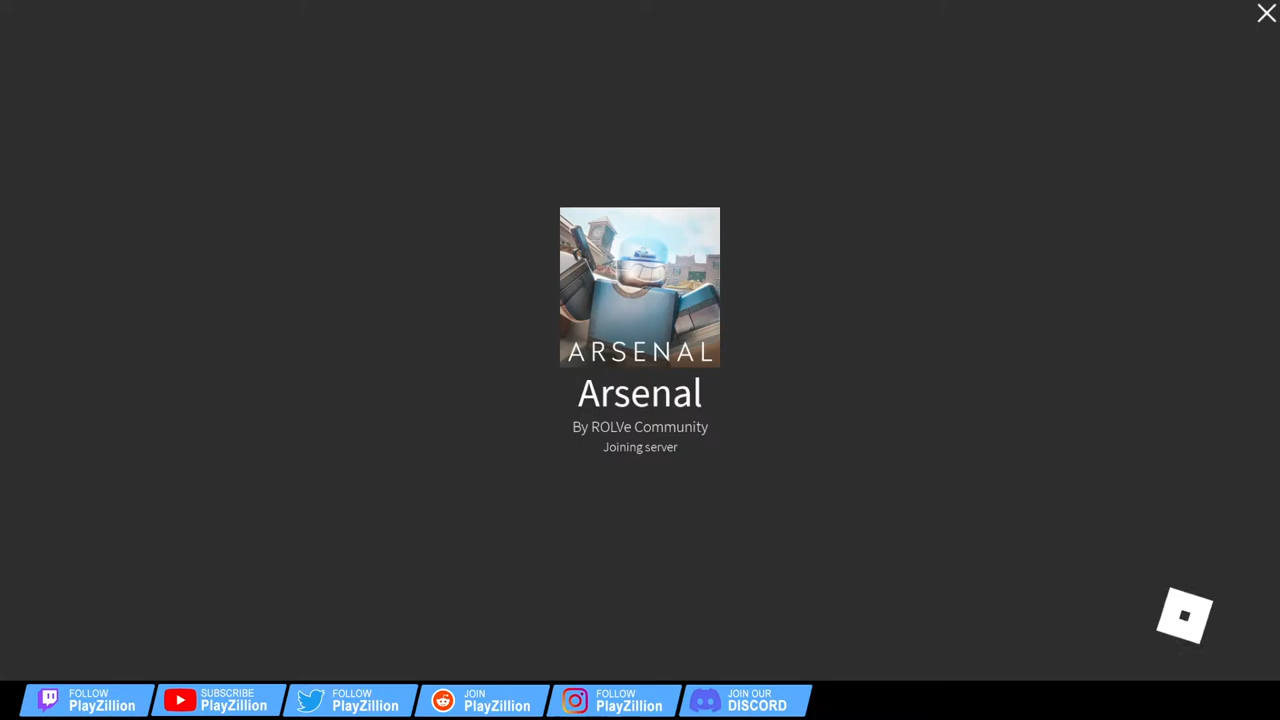 ARSENAL
Arsenal
By ROLVe Community
Joining server
FOLLOW
PlayZillion
SUBSCRIBE
PlayZillion
FOLLOW
PlayZillion
JOIN
PlayZillion
FOLLOW
PlayZillion
JOIN OUR
DISCORD